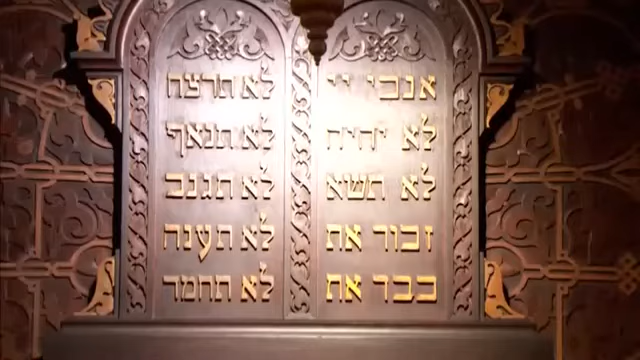 אנכי יי
לא יהיה
לא תשא
זכור את
כבד את
לא תרצח
לא תנאף
לא תגנב
לא תענה
לא תחמד